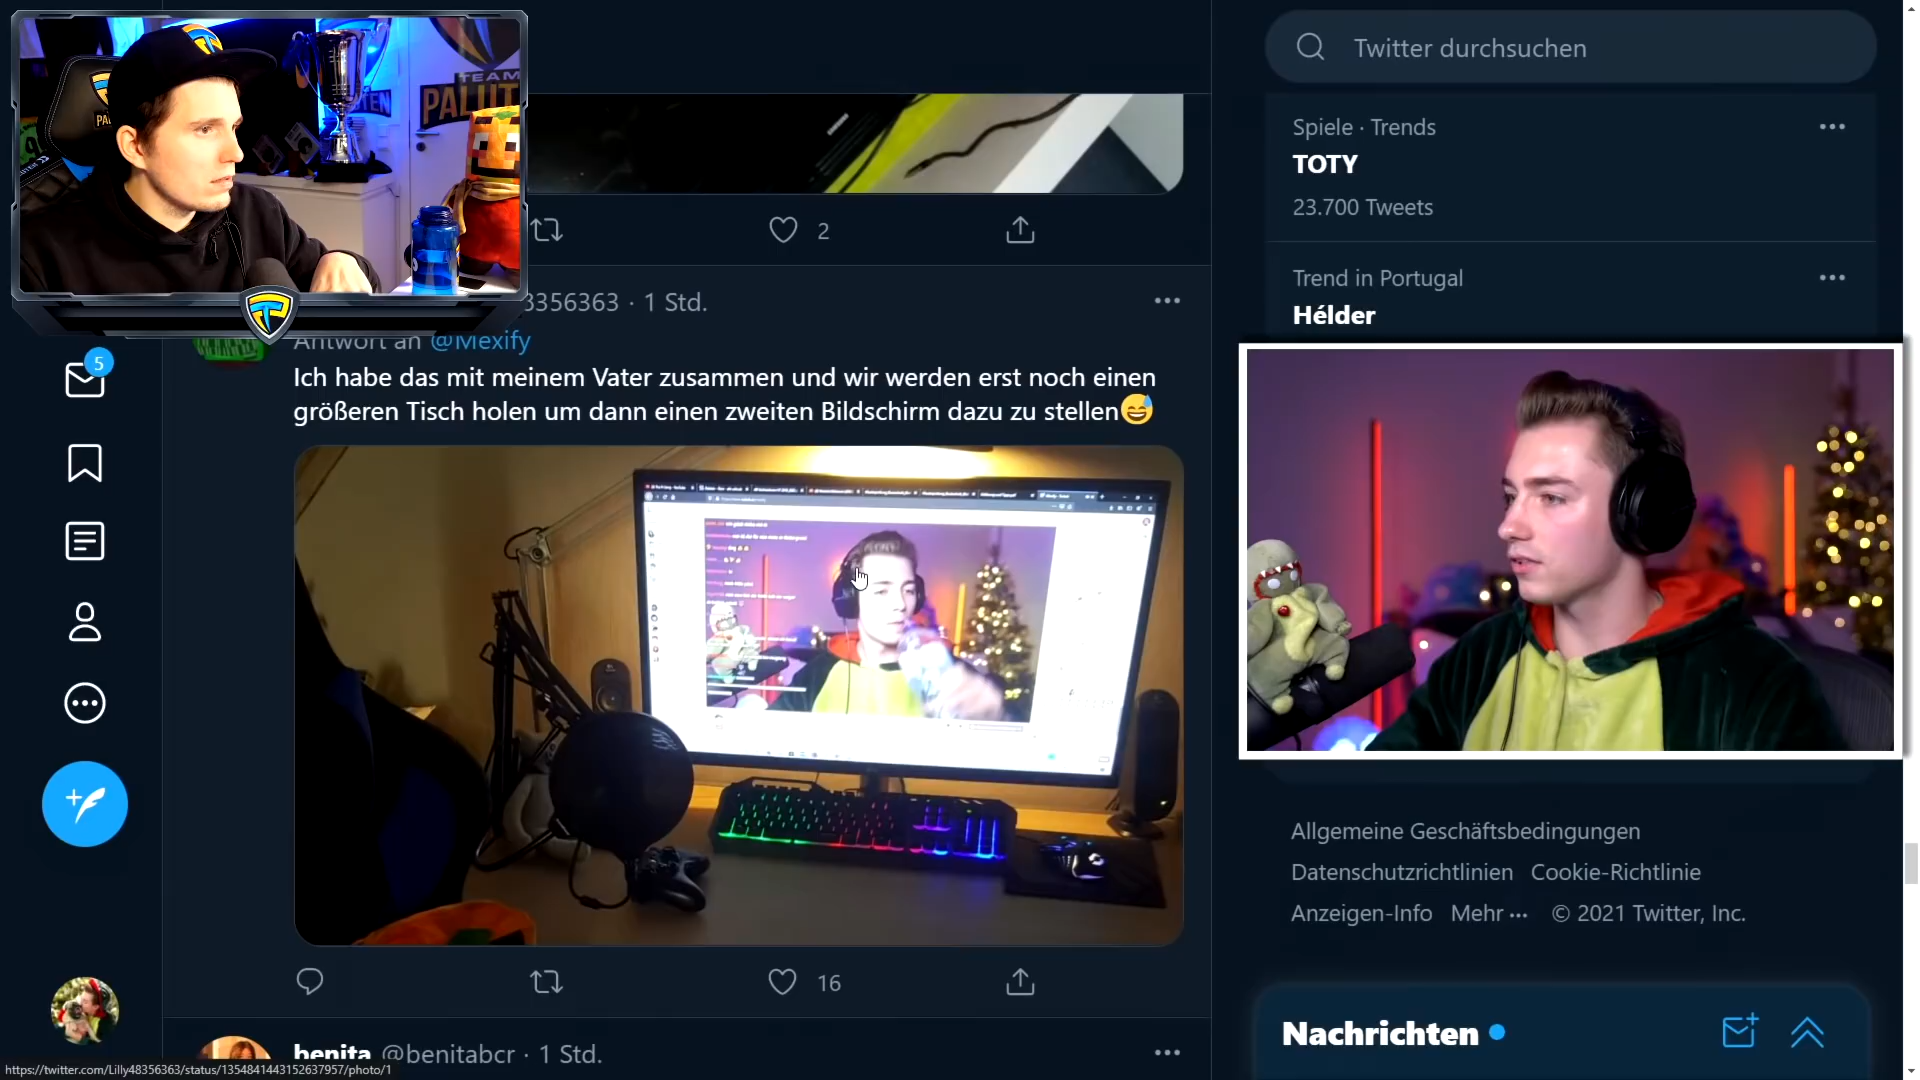 Twitter durchsuchen
TEAM
Spiele · Trends
TOTY
23.700 Tweets
2
Trend in Portugal
Hélder
8356363 · 1 Std.
Antwort an @Mexify
5
Ich habe das mit meinem Vater zusammen und wir werden erst noch einen
größeren Tisch holen um dann einen zweiten Bildschirm dazu zu stellen😅
Allgemeine Geschäftsbedingungen
Datenschutzrichtlinien Cookie-Richtlinie
Anzeigen-Info Mehr ··· © 2021 Twitter, Inc.
16
Nachrichten
benita @benitabcr · 1 Std.
https://twitter.com/Lilly48356363/status/1354841443152637957/photo/1